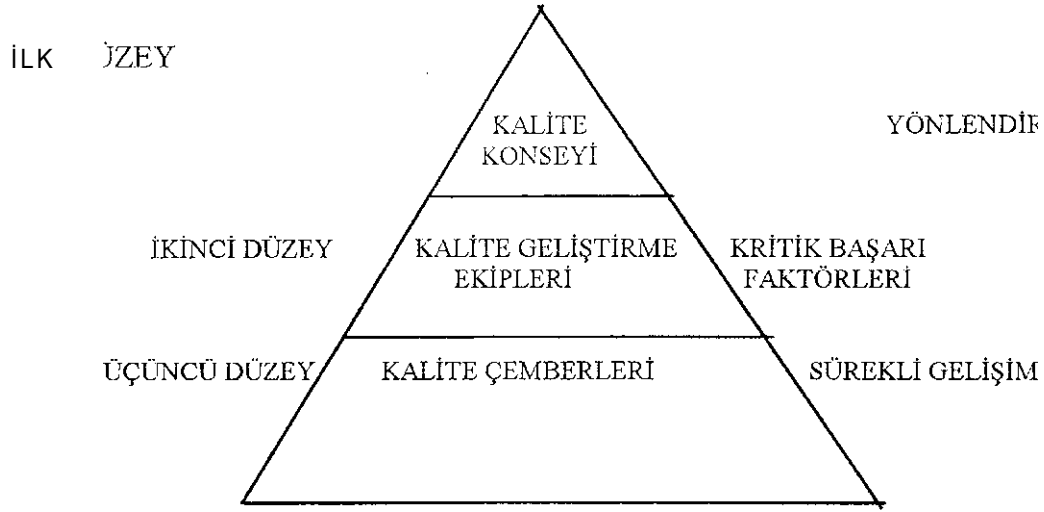 İLK
KALİTE
KONSEYİ
YÖNLENDİR
İKİNCİ DÜZEY
KALİTE GELİŞTİRME
EKİPLERİ
KRİTİK BAŞARI
FAKTÖRLERİ
ÜÇÜNCÜ DÜZEY
KALİTE ÇEMBERLERİ
SÜREKLİ GELİŞİM